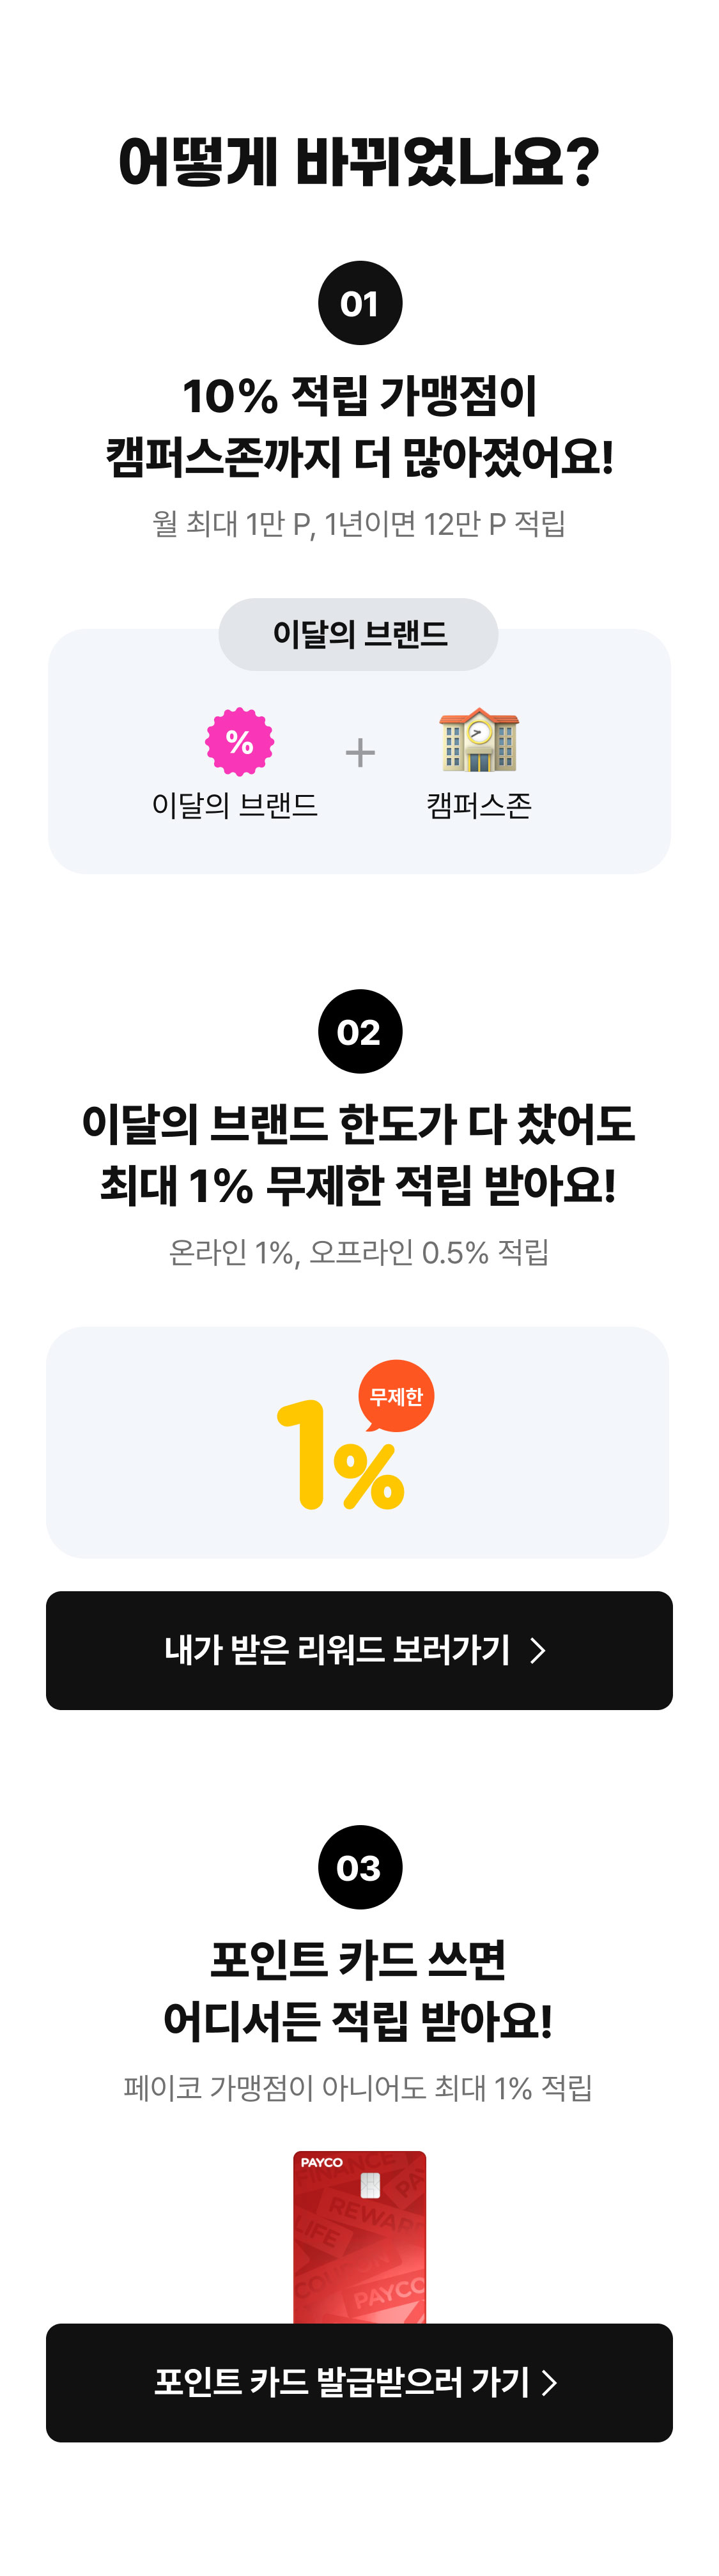 어떻게 바뀌었나요?
01
10% 적립 가맹점이
캠퍼스존까지 더 많아졌어요!
월 최대 1만 P, 1년이면 12만 P 적립
이달의 브랜드
%
+
이달의 브랜드
캠퍼스존
02
이달의 브랜드 한도가 다 찼어도
최대 1% 무제한 적립 받아요!
온라인 1%, 오프라인 0.5% 적립
무제한
1%
내가 받은 리워드 보러가기 >
03
포인트 카드 쓰면
어디서든 적립 받아요!
페이코 가맹점이 아니어도 최대 1% 적립
PAYCO
FINANCE
PA
REWAR
LIFE
COUPON
PAYCO
포인트 카드 발급받으러 가기 >